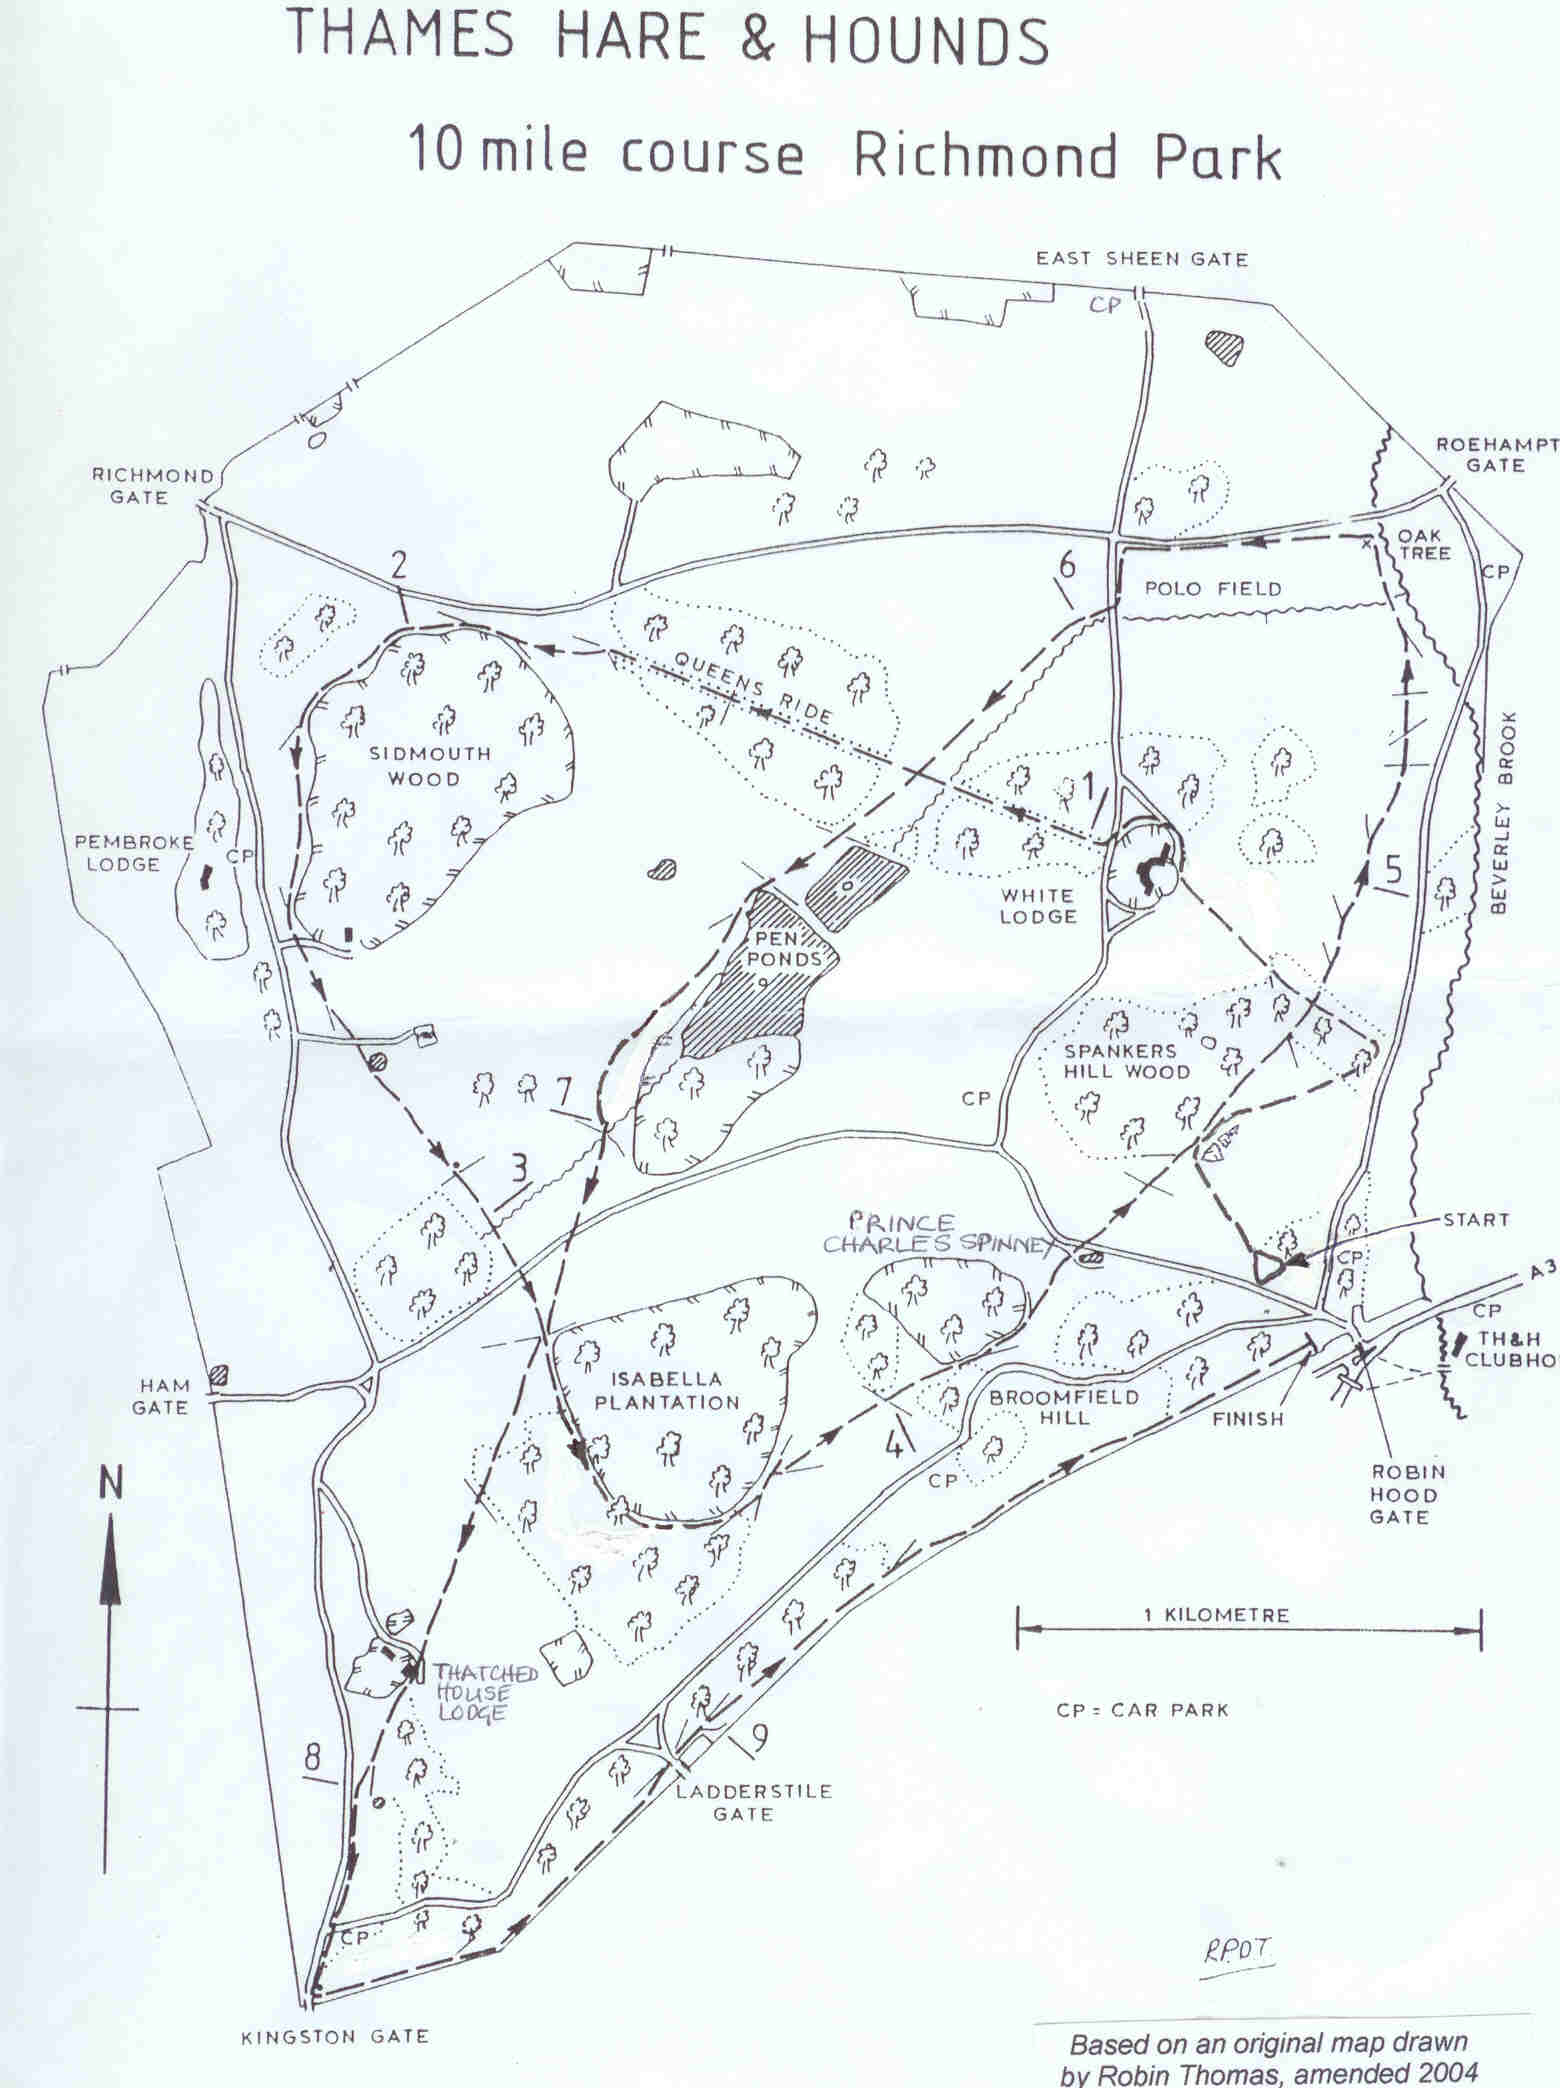 THAMES HARE & HOUNDS
10 mile course Richmond Park
EAST SHEEN GATE
CP
RICHMOND
GATE
ROEHAMPT
GATE
OAK
TREE
CP
2
6
POLO FIELD
QUEENS RIDE
SIDMOUTH
WOOD
1
BEVERLEY BROOK
PEMBROKE
LODGE
CP
5
WHITE
LODGE
PEN
PONDS
SPANKERS
HILL WOOD
7
CP
3
PRINCE
CHARLES SPINNEY
START
CP
A3
CP
TH&H
CLUBHO
HAM
GATE
ISABELLA
PLANTATION
BROOMFIELD
HILL
FINISH
4
CP
ROBIN
HOOD
GATE
N
1 KILOMETRE
THATCHED
HOUSE
LODGE
CP = CAR PARK
8
9
LADDERSTILE
GATE
CP
RPDT
KINGSTON GATE
Based on an original map drawn
by Robin Thomas, amended 2004